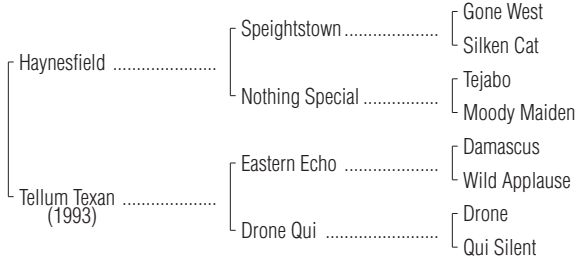 Gone West
Speightstown ....................
Silken Cat
Haynesfield ......................
Tejabo
Nothing Special ................
Moody Maiden
Damascus
Eastern Echo ....................
Wild Applause
Tellum Texan ....................
(1993)
Drone
Drone Qui ........................
Qui Silent